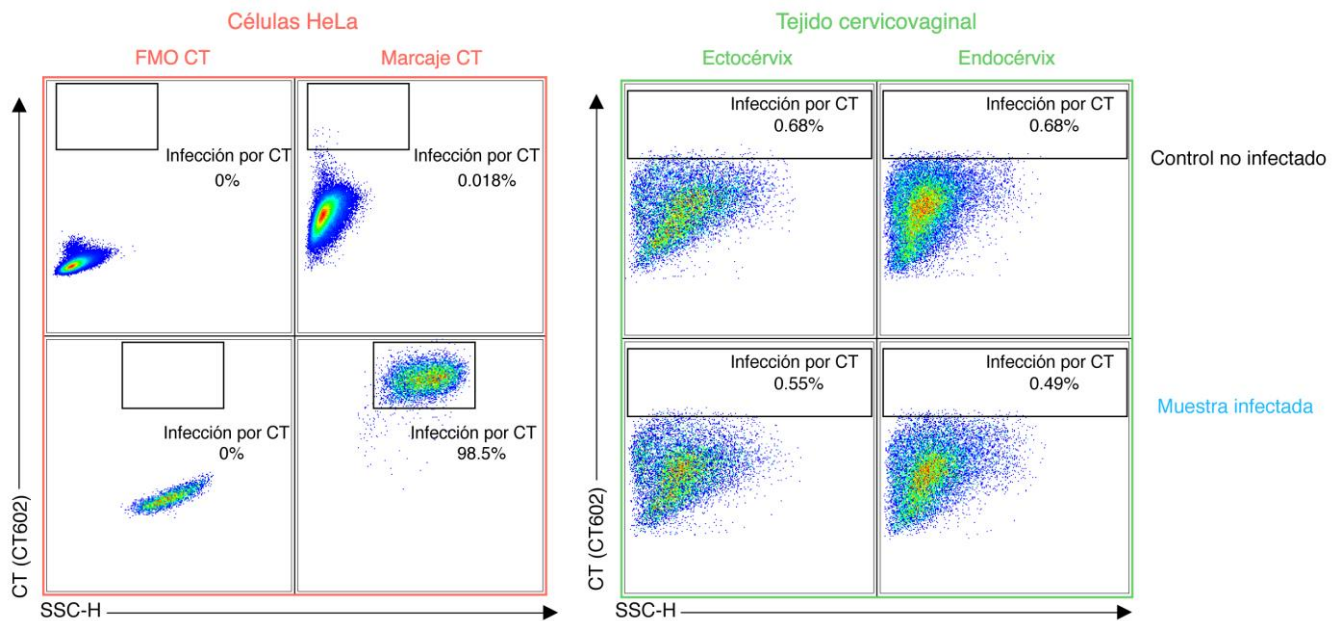 Células HeLa
FMO CT
Marcaje CT
CT (CT602)
Infección por CT
0%
Infección por CT
0.018%
Infección por CT
0%
Infección por CT
98.5%
SSC-H
Tejido cervicovaginal
Ectocérvix
Endocérvix
CT (CT602)
Infección por CT
0.68%
Infección por CT
0.68%
Control no infectado
Infección por CT
0.55%
Infección por CT
0.49%
Muestra infectada
SSC-H